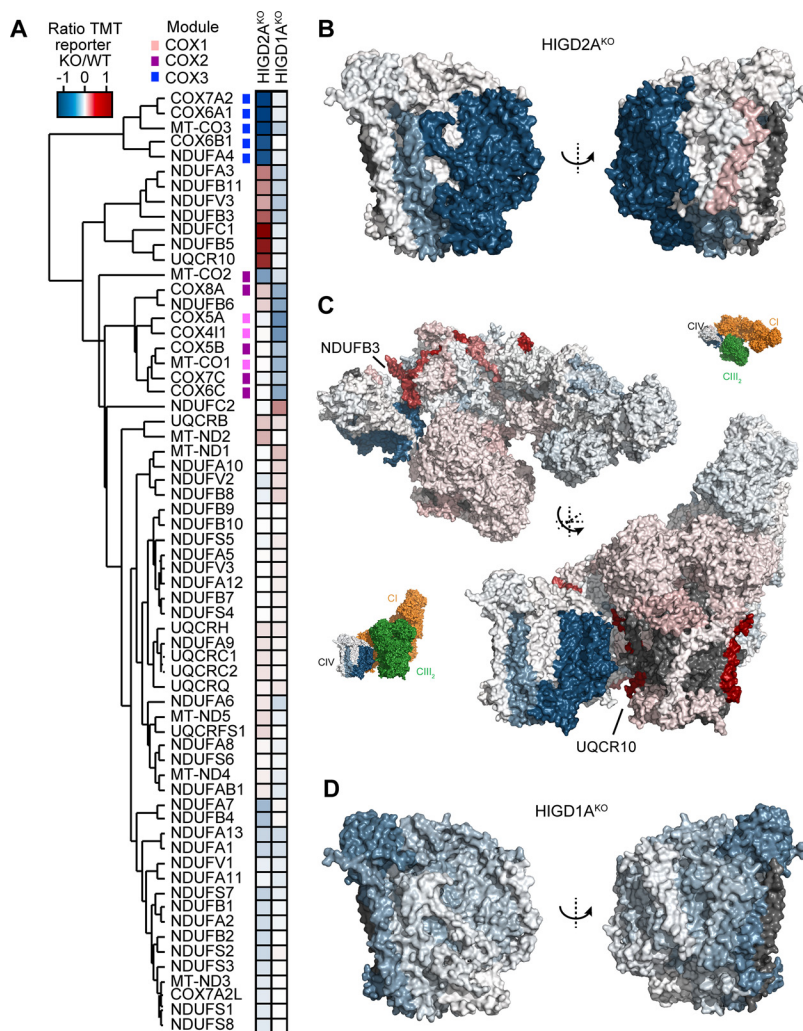 A
Ratio TMT
reporter
KO/WT
-1 0 1
Module
COX1
COX2
COX3
HIGD2AKO
HIGD1AKO
COX7A2
COX6A1
MT-CO3
COX6B1
NDUFA4
NDUFA3
NDUFB11
NDUFV3
NDUFB3
NDUFC1
NDUFB5
UQCR10
MT-CO2
COX8A
NDUFB6
COX5A
COX4I1
COX5B
MT-CO1
COX7C
COX6C
NDUFC2
UQCRB
MT-ND2
MT-ND1
NDUFA10
NDUFV2
NDUFB8
NDUFB9
NDUFB10
NDUFS5
NDUFA5
NDUFV3
NDUFA12
NDUFB7
NDUFS4
UQCRH
NDUFA9
UQCRC1
UQCRC2
UQCRQ
NDUFA6
MT-ND5
UQCRFS1
NDUFA8
NDUFS6
MT-ND4
NDUFAB1
NDUFA7
NDUFB4
NDUFA13
NDUFA1
NDUFV1
NDUFA11
NDUFS7
NDUFB1
NDUFA2
NDUFB2
NDUFS2
NDUFS3
MT-ND3
COX7A2L
NDUFS1
NDUFS8
B
HIGD2AKO
C
NDUFB3
CIV
CI
CIII2
CI
CIV
CIII2
UQCR10
D
HIGD1AKO